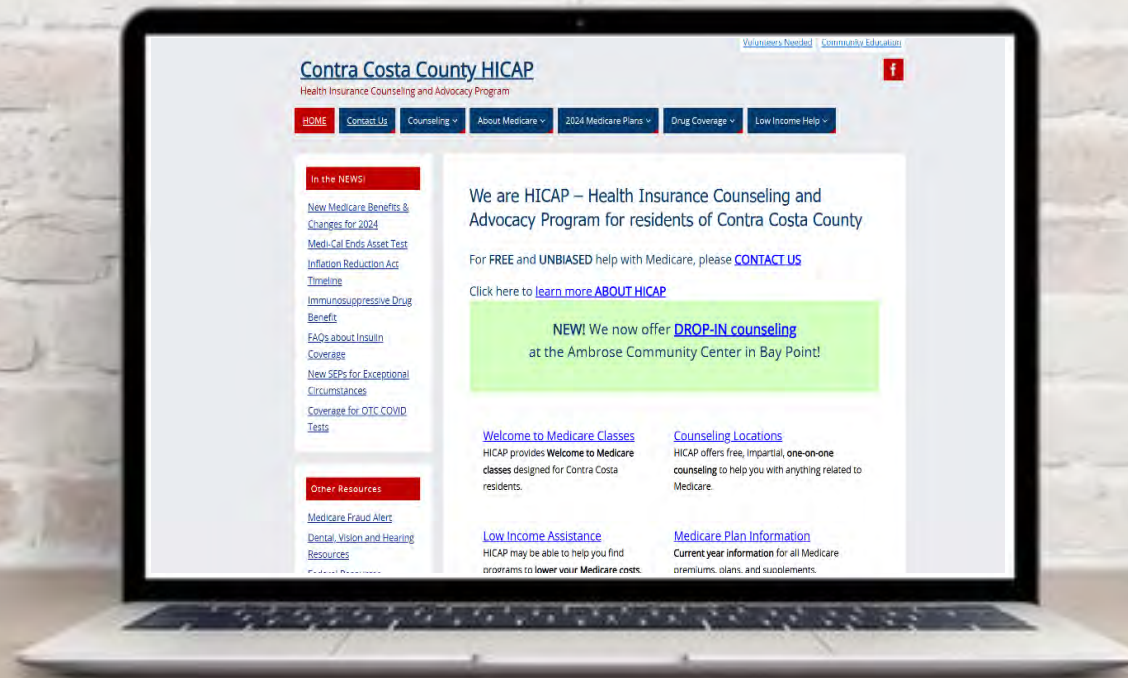 Volunteers Needed | Community Education
Contra Costa County HICAP
Health Insurance Counseling and Advocacy Program
f
HOME
Contact Us
Counseling
About Medicare
2024 Medicare Plans
Drug Coverage
Low Income Help
In the NEWS!
New Medicare Benefits &
Changes for 2024
Medi-Cal Ends Asset Test
Inflation Reduction Act
Timeline
Immunosuppressive Drug
Benefit
FAQs about Insulin
Coverage
New SEPs for Exceptional
Circumstances
Coverage for OTC COVID
Tests
Other Resources
Medicare Fraud Alert
Dental, Vision and Hearing
Resources
Federal Resources
We are HICAP – Health Insurance Counseling and
Advocacy Program for residents of Contra Costa County
For FREE and UNBIASED help with Medicare, please CONTACT US
Click here to learn more ABOUT HICAP
NEW! We now offer DROP-IN counseling
at the Ambrose Community Center in Bay Point!
Welcome to Medicare Classes
HICAP provides Welcome to Medicare
classes designed for Contra Costa
residents.
Counseling Locations
HICAP offers free, impartial, one-on-one
counseling to help you with anything related to
Medicare.
Low Income Assistance
HICAP may be able to help you find
programs to lower your Medicare costs.
Medicare Plan Information
Current year information for all Medicare
premiums, plans, and supplements.